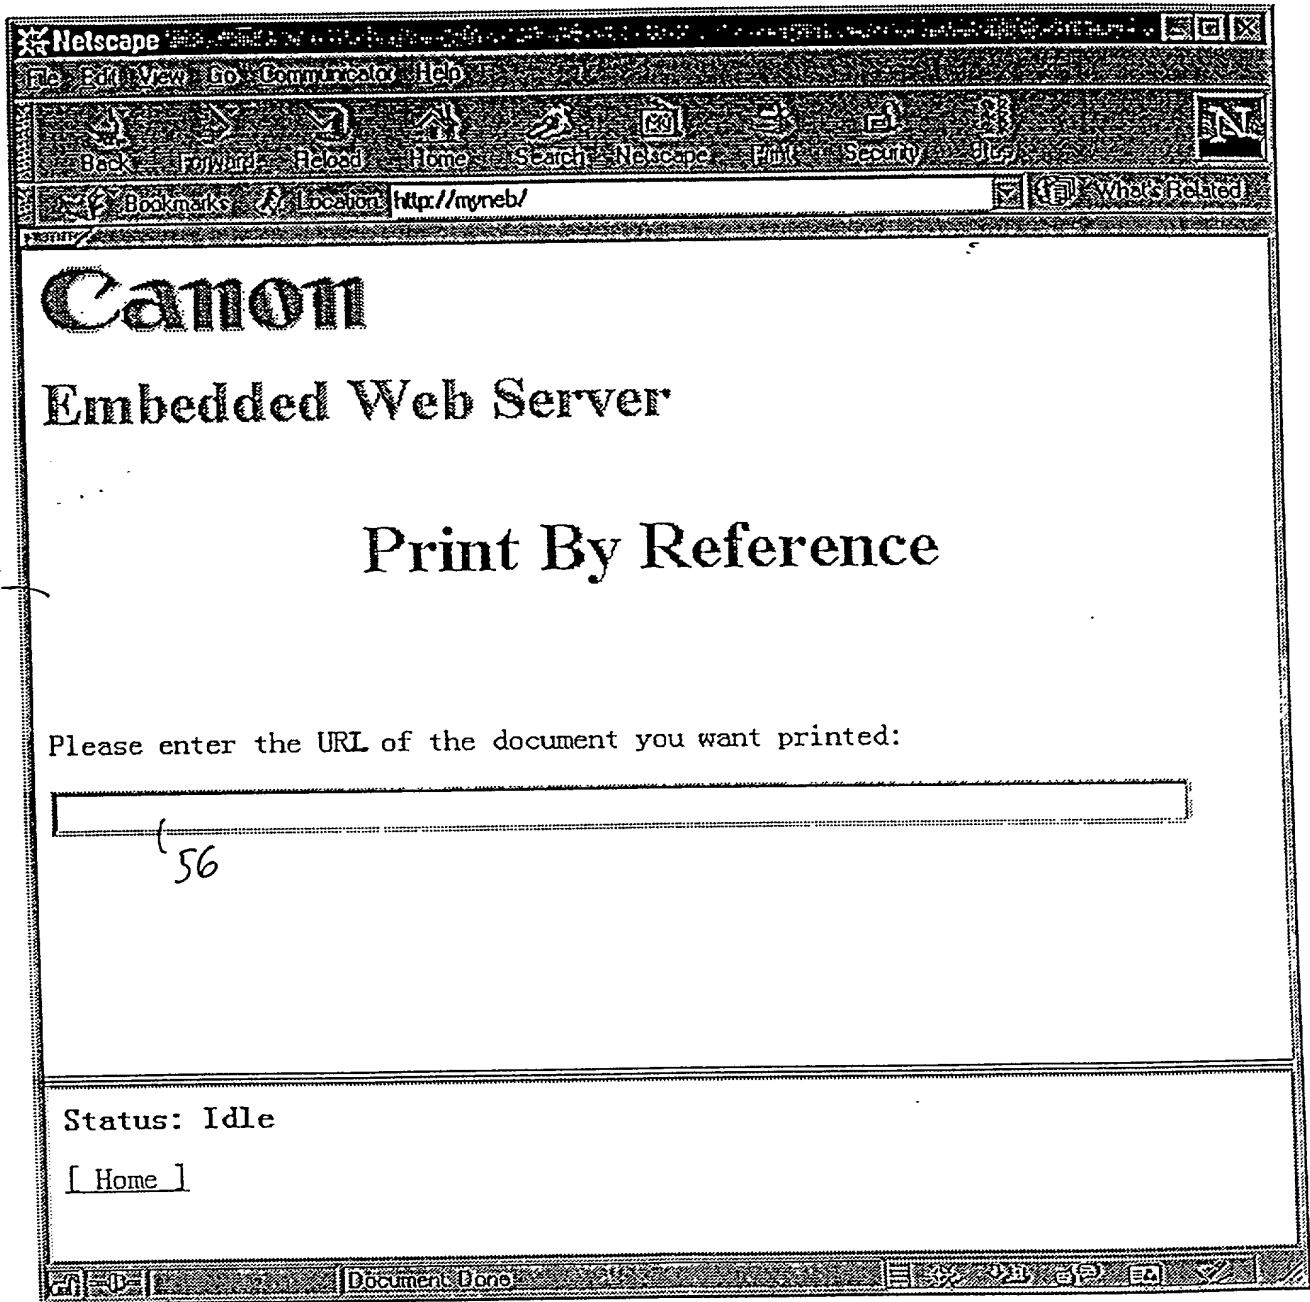 Netscape
File Edit View Go Communicator Help
Back Forward Reload Home Search Netscape Print Security Stop
Bookmarks Location: http://myneb/ What's Related
Canon
Embedded Web Server
Print By Reference
Please enter the URL of the document you want printed:
56
Status: Idle
[ Home ]
Document: Done